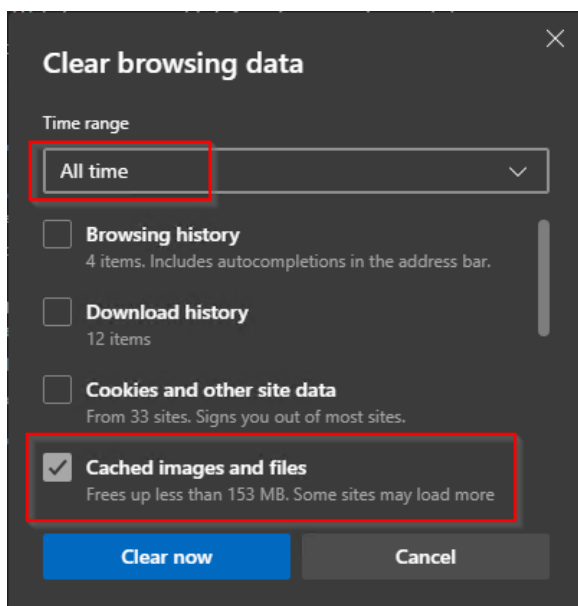 Clear browsing data
Time range
All time
Browsing history
4 items. Includes autocompletions in the address bar.
Download history
12 items
Cookies and other site data
From 33 sites. Signs you out of most sites.
Cached images and files
Frees up less than 153 MB. Some sites may load more
Clear now
Cancel